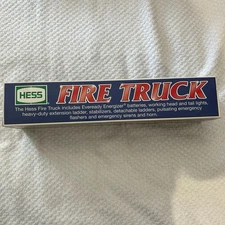 HESS
FIRE TRUCK
The Hess Fire Truck includes Eveready Energizer® batteries, working head and tail lights,
heavy-duty extension ladder, stabilizers, detachable ladders, pulsating emergency
flashers and emergency sirens and horn.